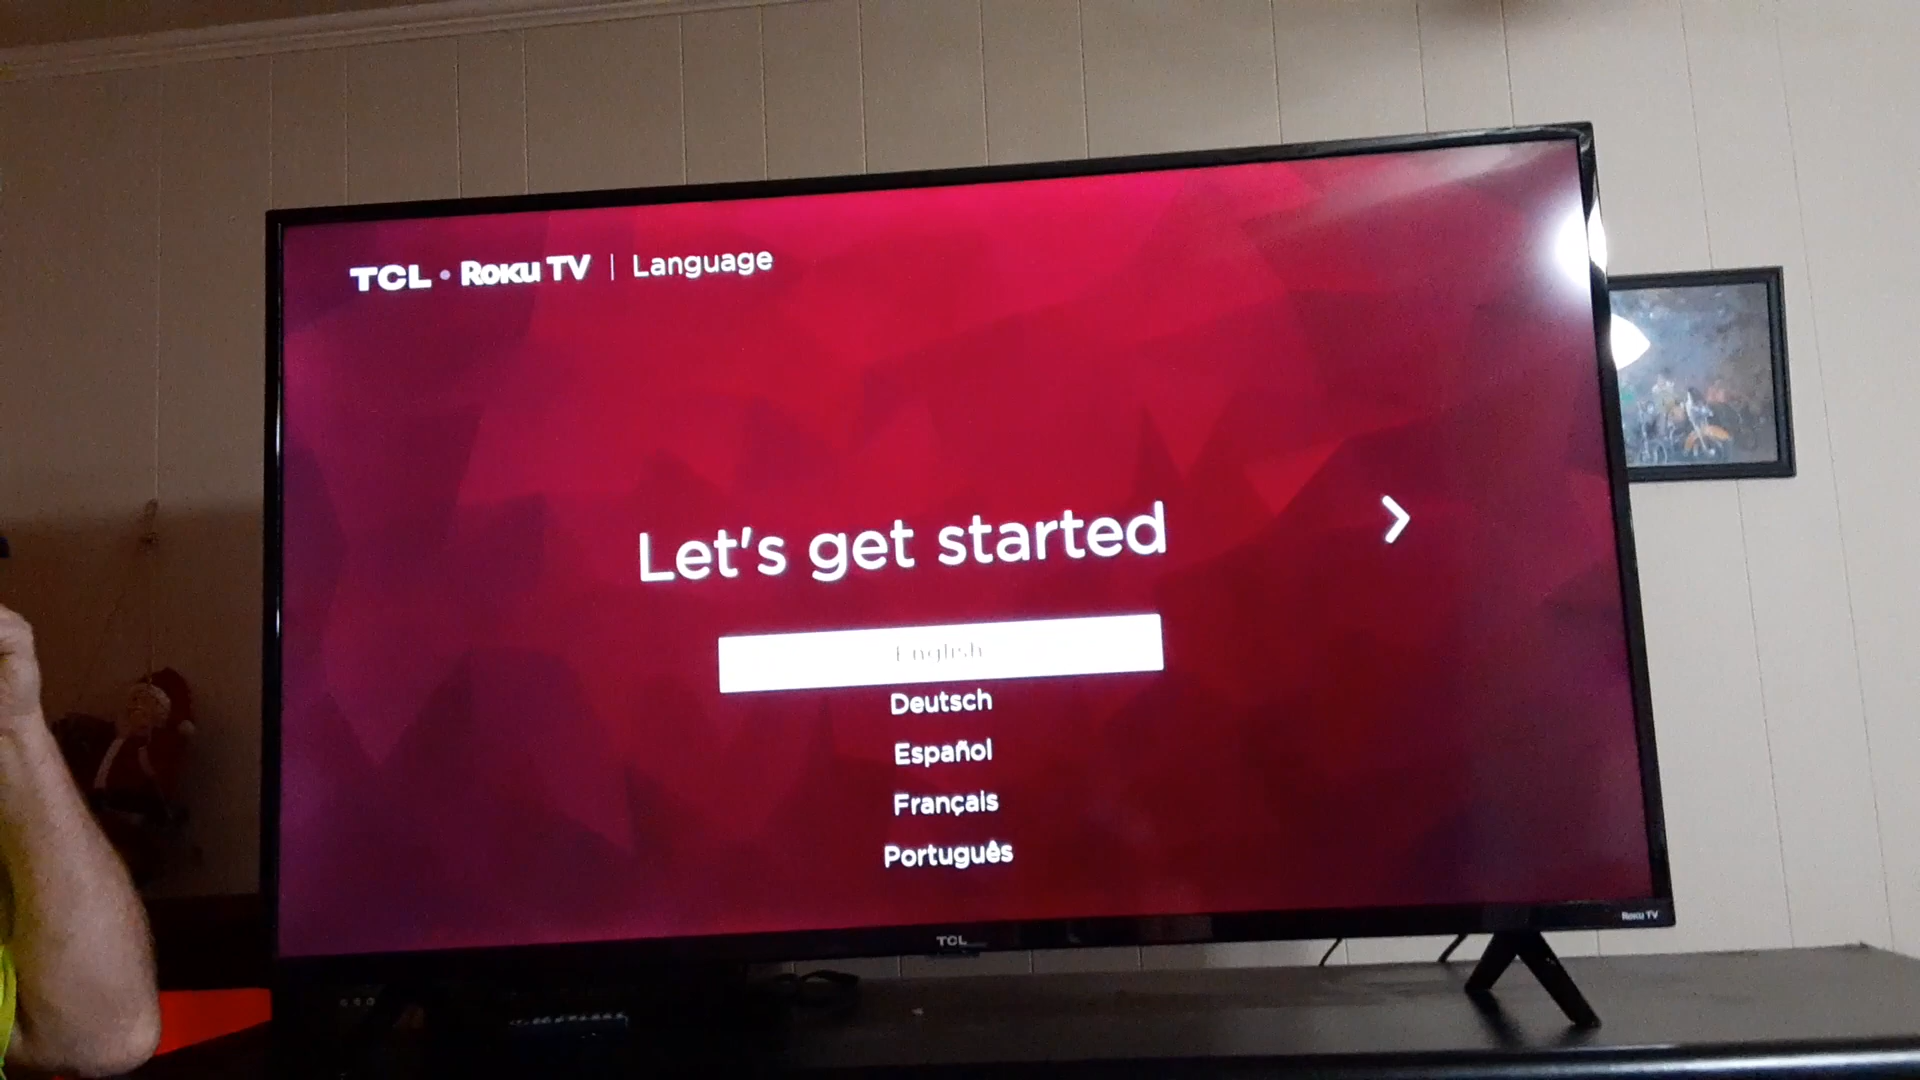 TCL • Roku TV | Language
Let's get started
English
Deutsch
Español
Français
Português
Roku TV
TCL